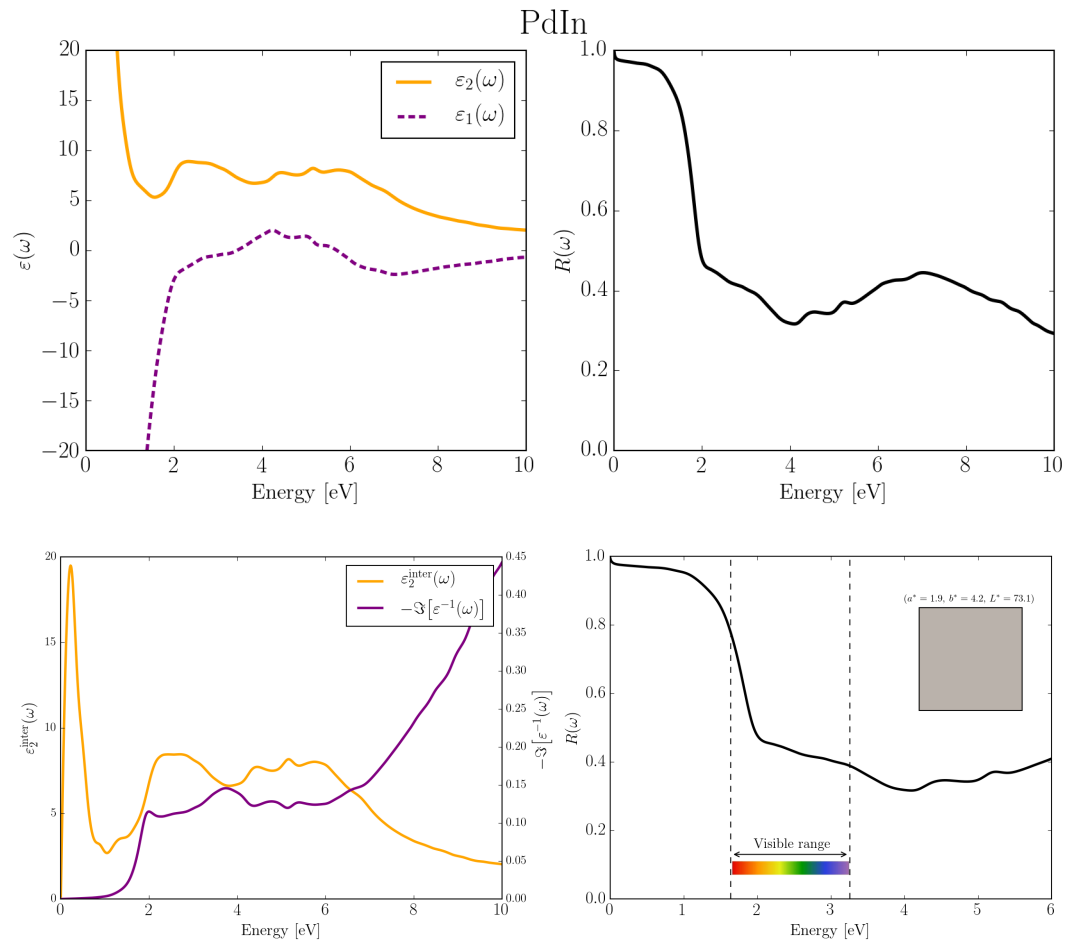 PdIn
20
15
10
5
0
−5
−10
−15
−20
ε(ω)
ε₂(ω)
ε₁(ω)
0 2 4 6 8 10
Energy [eV]
1.0
0.8
0.6
0.4
0.2
0.0
R(ω)
0 2 4 6 8 10
Energy [eV]
20
15
10
5
0
ε₂^inter(ω)
ε₂^inter(ω)
−ℑ[ε⁻¹(ω)]
0.45
0.40
0.35
0.30
0.25
0.20
0.15
0.10
0.05
0.00
−ℑ[ε⁻¹(ω)]
0 2 4 6 8 10
Energy [eV]
1.0
0.8
0.6
0.4
0.2
0.0
R(ω)
(a* = 1.9, b* = 4.2, L* = 73.1)
Visible range
0 1 2 3 4 5 6
Energy [eV]